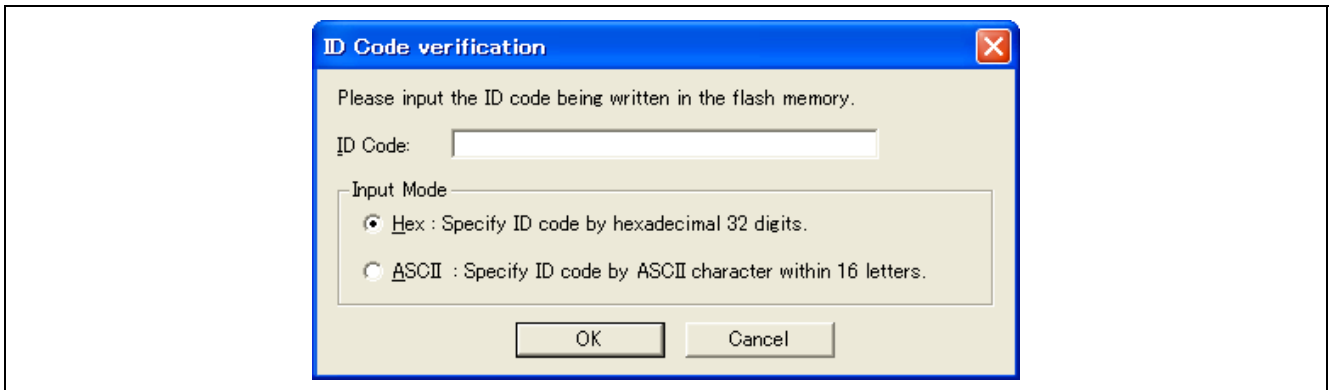 ID Code verification
Please input the ID code being written in the flash memory.
ID Code:
Input Mode
Hex : Specify ID code by hexadecimal 32 digits.
ASCII : Specify ID code by ASCII character within 16 letters.
OK Cancel